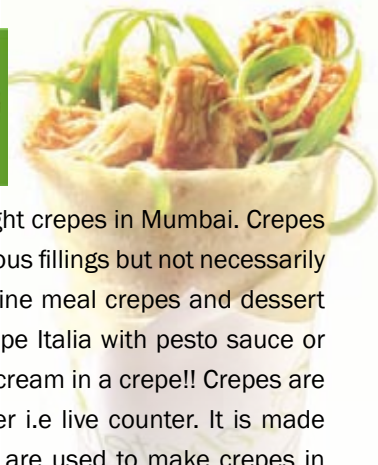 ght crepes in Mumbai. Crepes
ous fillings but not necessarily
ine meal crepes and dessert
pe Italia with pesto sauce or
cream in a crepe!! Crepes are
er i.e live counter. It is made
are used to make crepes in